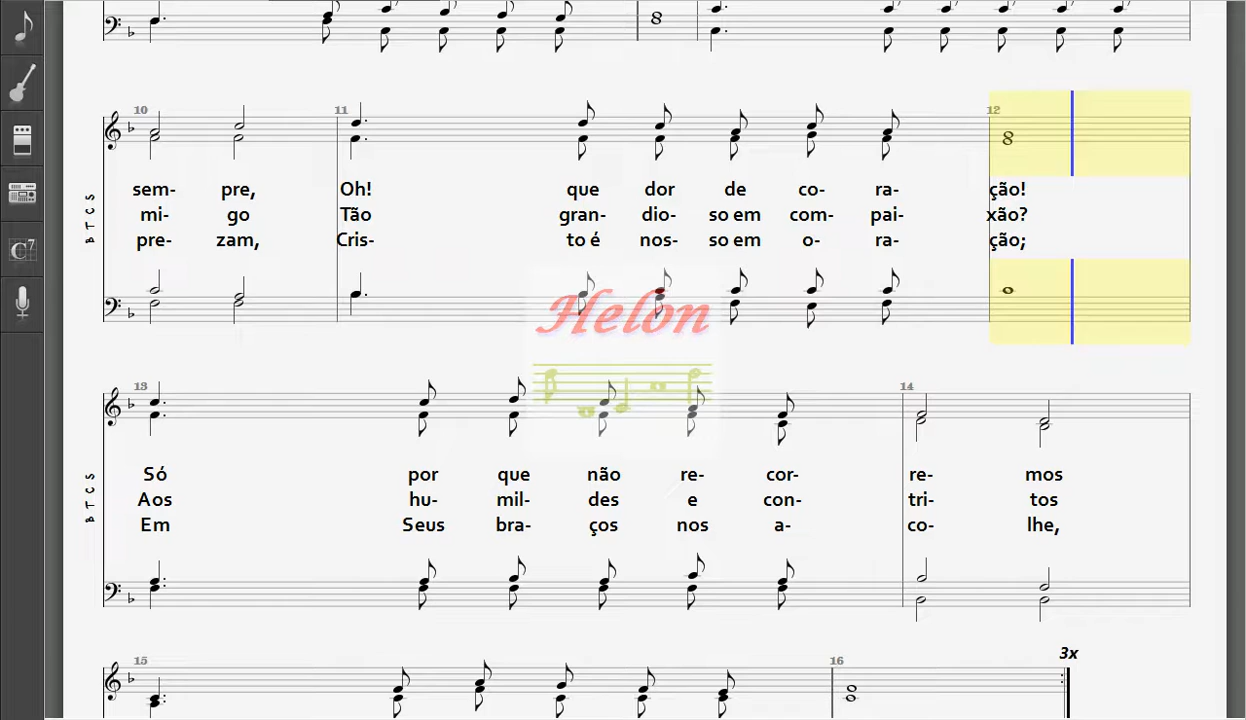 10 11 12
sem- pre, Oh! que dor de co- ra- ção!
mi- go Tão gran- dio- so em com- pai- xão?
pre- zam, Cris- to é nos- so em o- ra- ção;
B T C S
Helon
13 14
Só por que não re- cor- re- mos
Aos hu- mil- des e con- tri- tos
Em Seus bra- ços nos a- co- lhe,
B T C S
3x
15 16
C7